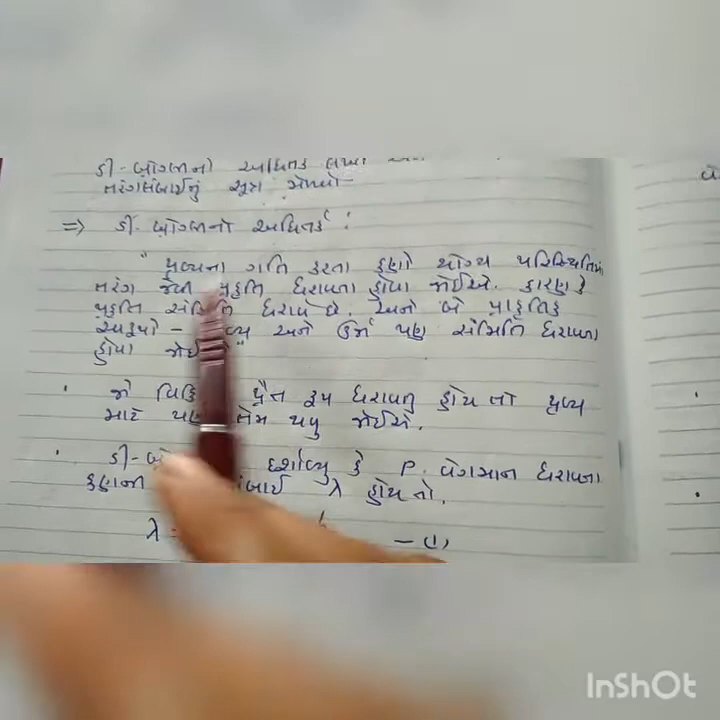 ડી-બ્રોગ્લીનો અધિતર્ક લખો
તરંગલંબાઈનું સૂત્ર મેળવો-
⇒ ડી-બ્રોગ્લીનો અધિતર્ક :
" દ્રવ્યના ગતિ કરતા કણો યોગ્ય પરિસ્થિતિમાં
તરંગ જેવી પ્રકૃતિ ધરાવતા હોવા જોઈએ. કારણ કે
પ્રકૃતિ ધરાવે છે. અને બે પ્રાકૃતિક
સ્વરૂપો - અને ઉર્જા પણ સંમિતિ ધરાવતા
હોવા
જો દ્વૈત રૂપ ધરાવતુ હોય તો દ્રવ્ય
માટે પણ તેમ થવુ જોઈએ.
દર્શાવ્યુ કે P વેગમાન ધરાવતા
કણની λ હોય તો.
λ = h - (1)
પે
InShOt